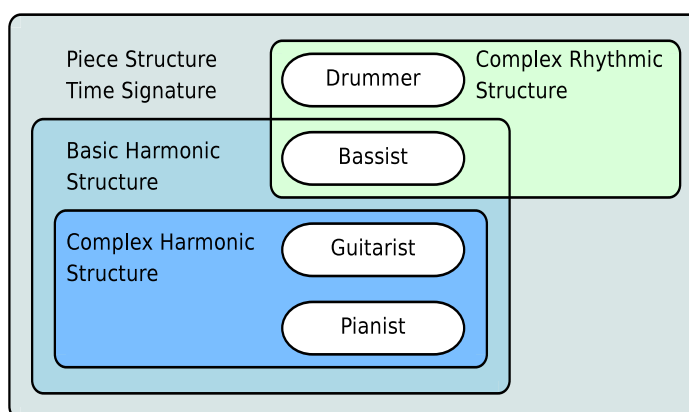 Piece Structure
Time Signature
Drummer
Complex Rhythmic
Structure
Basic Harmonic
Structure
Bassist
Complex Harmonic
Structure
Guitarist
Pianist